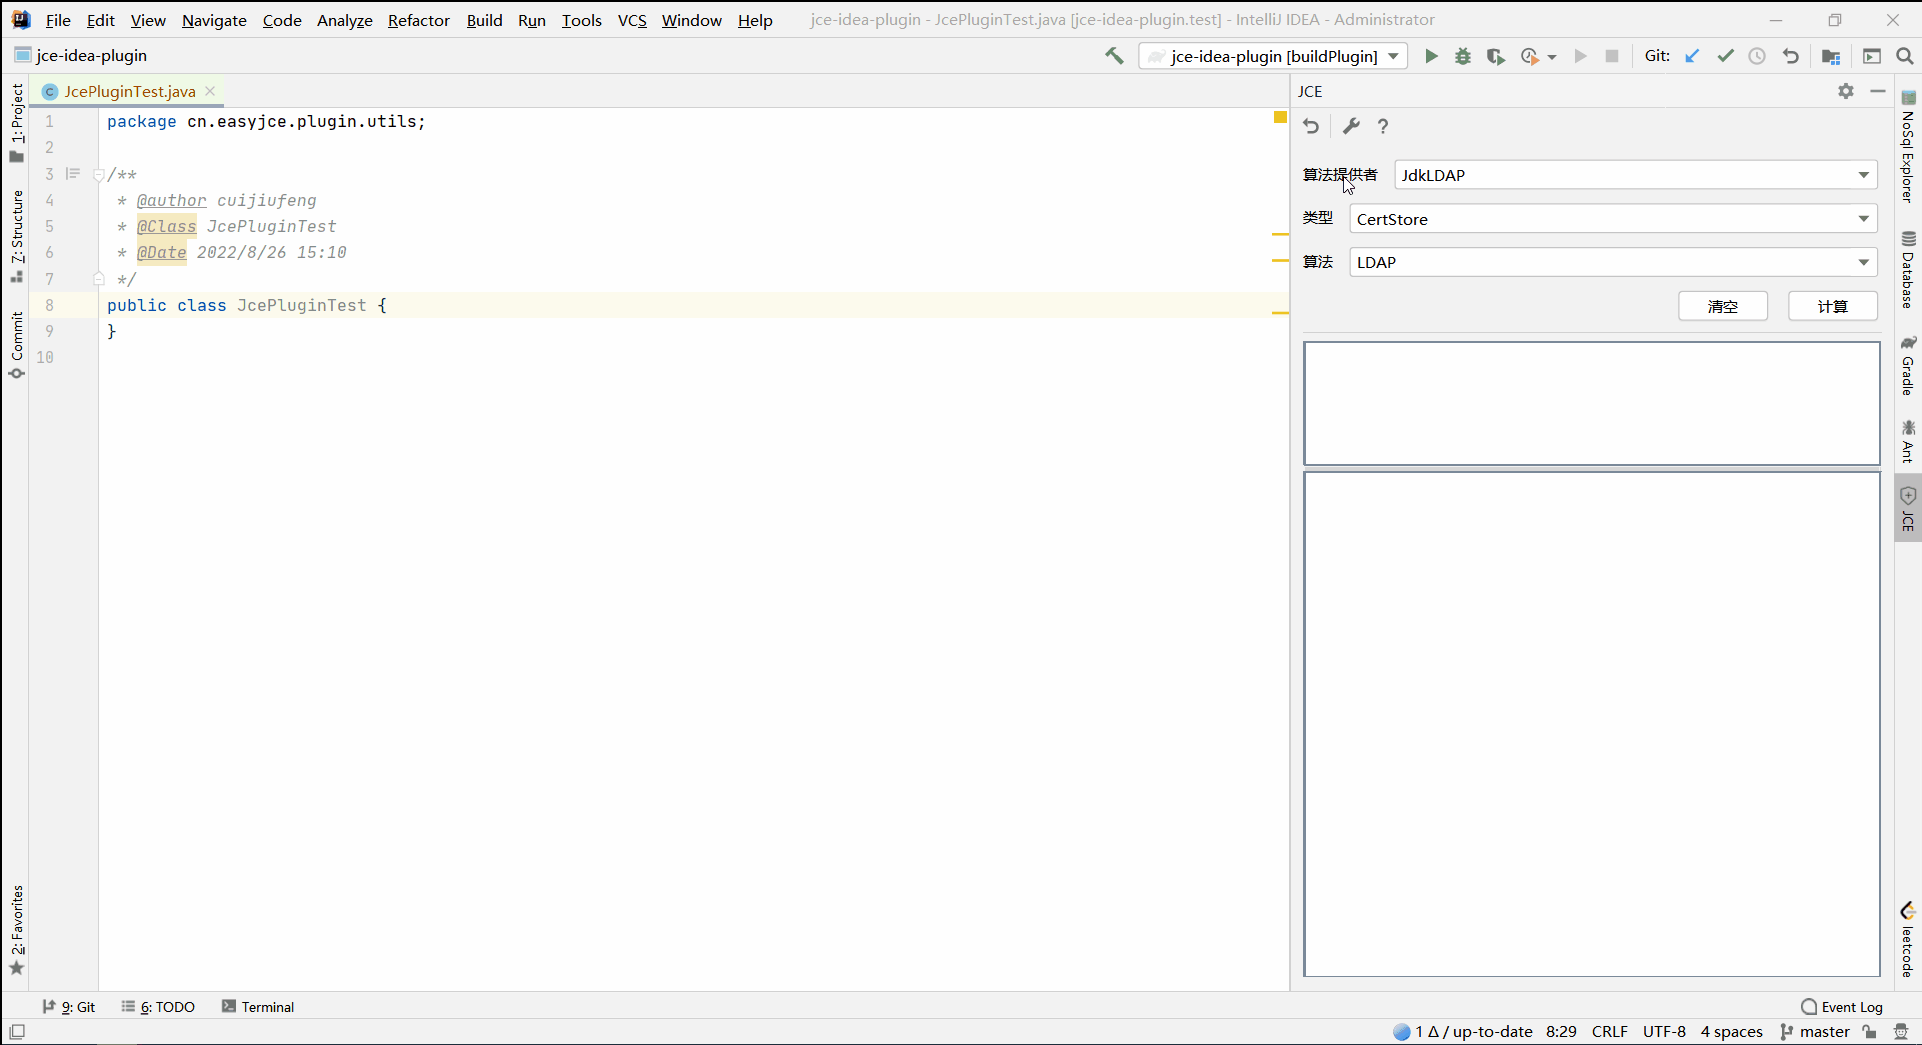 File Edit View Navigate Code Analyze Refactor Build Run Tools VCS Window Help jce-idea-plugin - JcePluginTest.java [jce-idea-plugin.test] - IntelliJ IDEA - Administrator
jce-idea-plugin jce-idea-plugin [buildPlugin] Git:
JcePluginTest.java
1 package cn.easyjce.plugin.utils;
2
3 /**
4 * @author cuijiufeng
5 * @Class JcePluginTest
6 * @Date 2022/8/26 15:10
7 */
8 public class JcePluginTest {
9 }
10
JCE
算法提供者 JdkLDAP
类型 CertStore
算法 LDAP
清空 计算
1: Project
7: Structure
Commit
2: Favorites
NoSql Explorer
Database
Gradle
Ant
JCE
leetcode
9: Git 6: TODO Terminal Event Log
1 Δ / up-to-date 8:29 CRLF UTF-8 4 spaces master